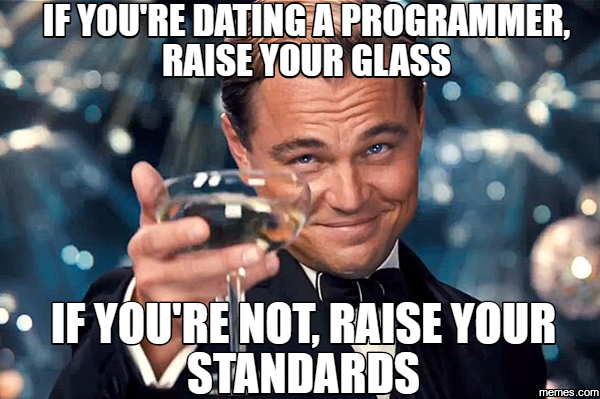 IF YOU'RE DATING A PROGRAMMER,
RAISE YOUR GLASS
IF YOU'RE NOT, RAISE YOUR
STANDARDS
memes.com